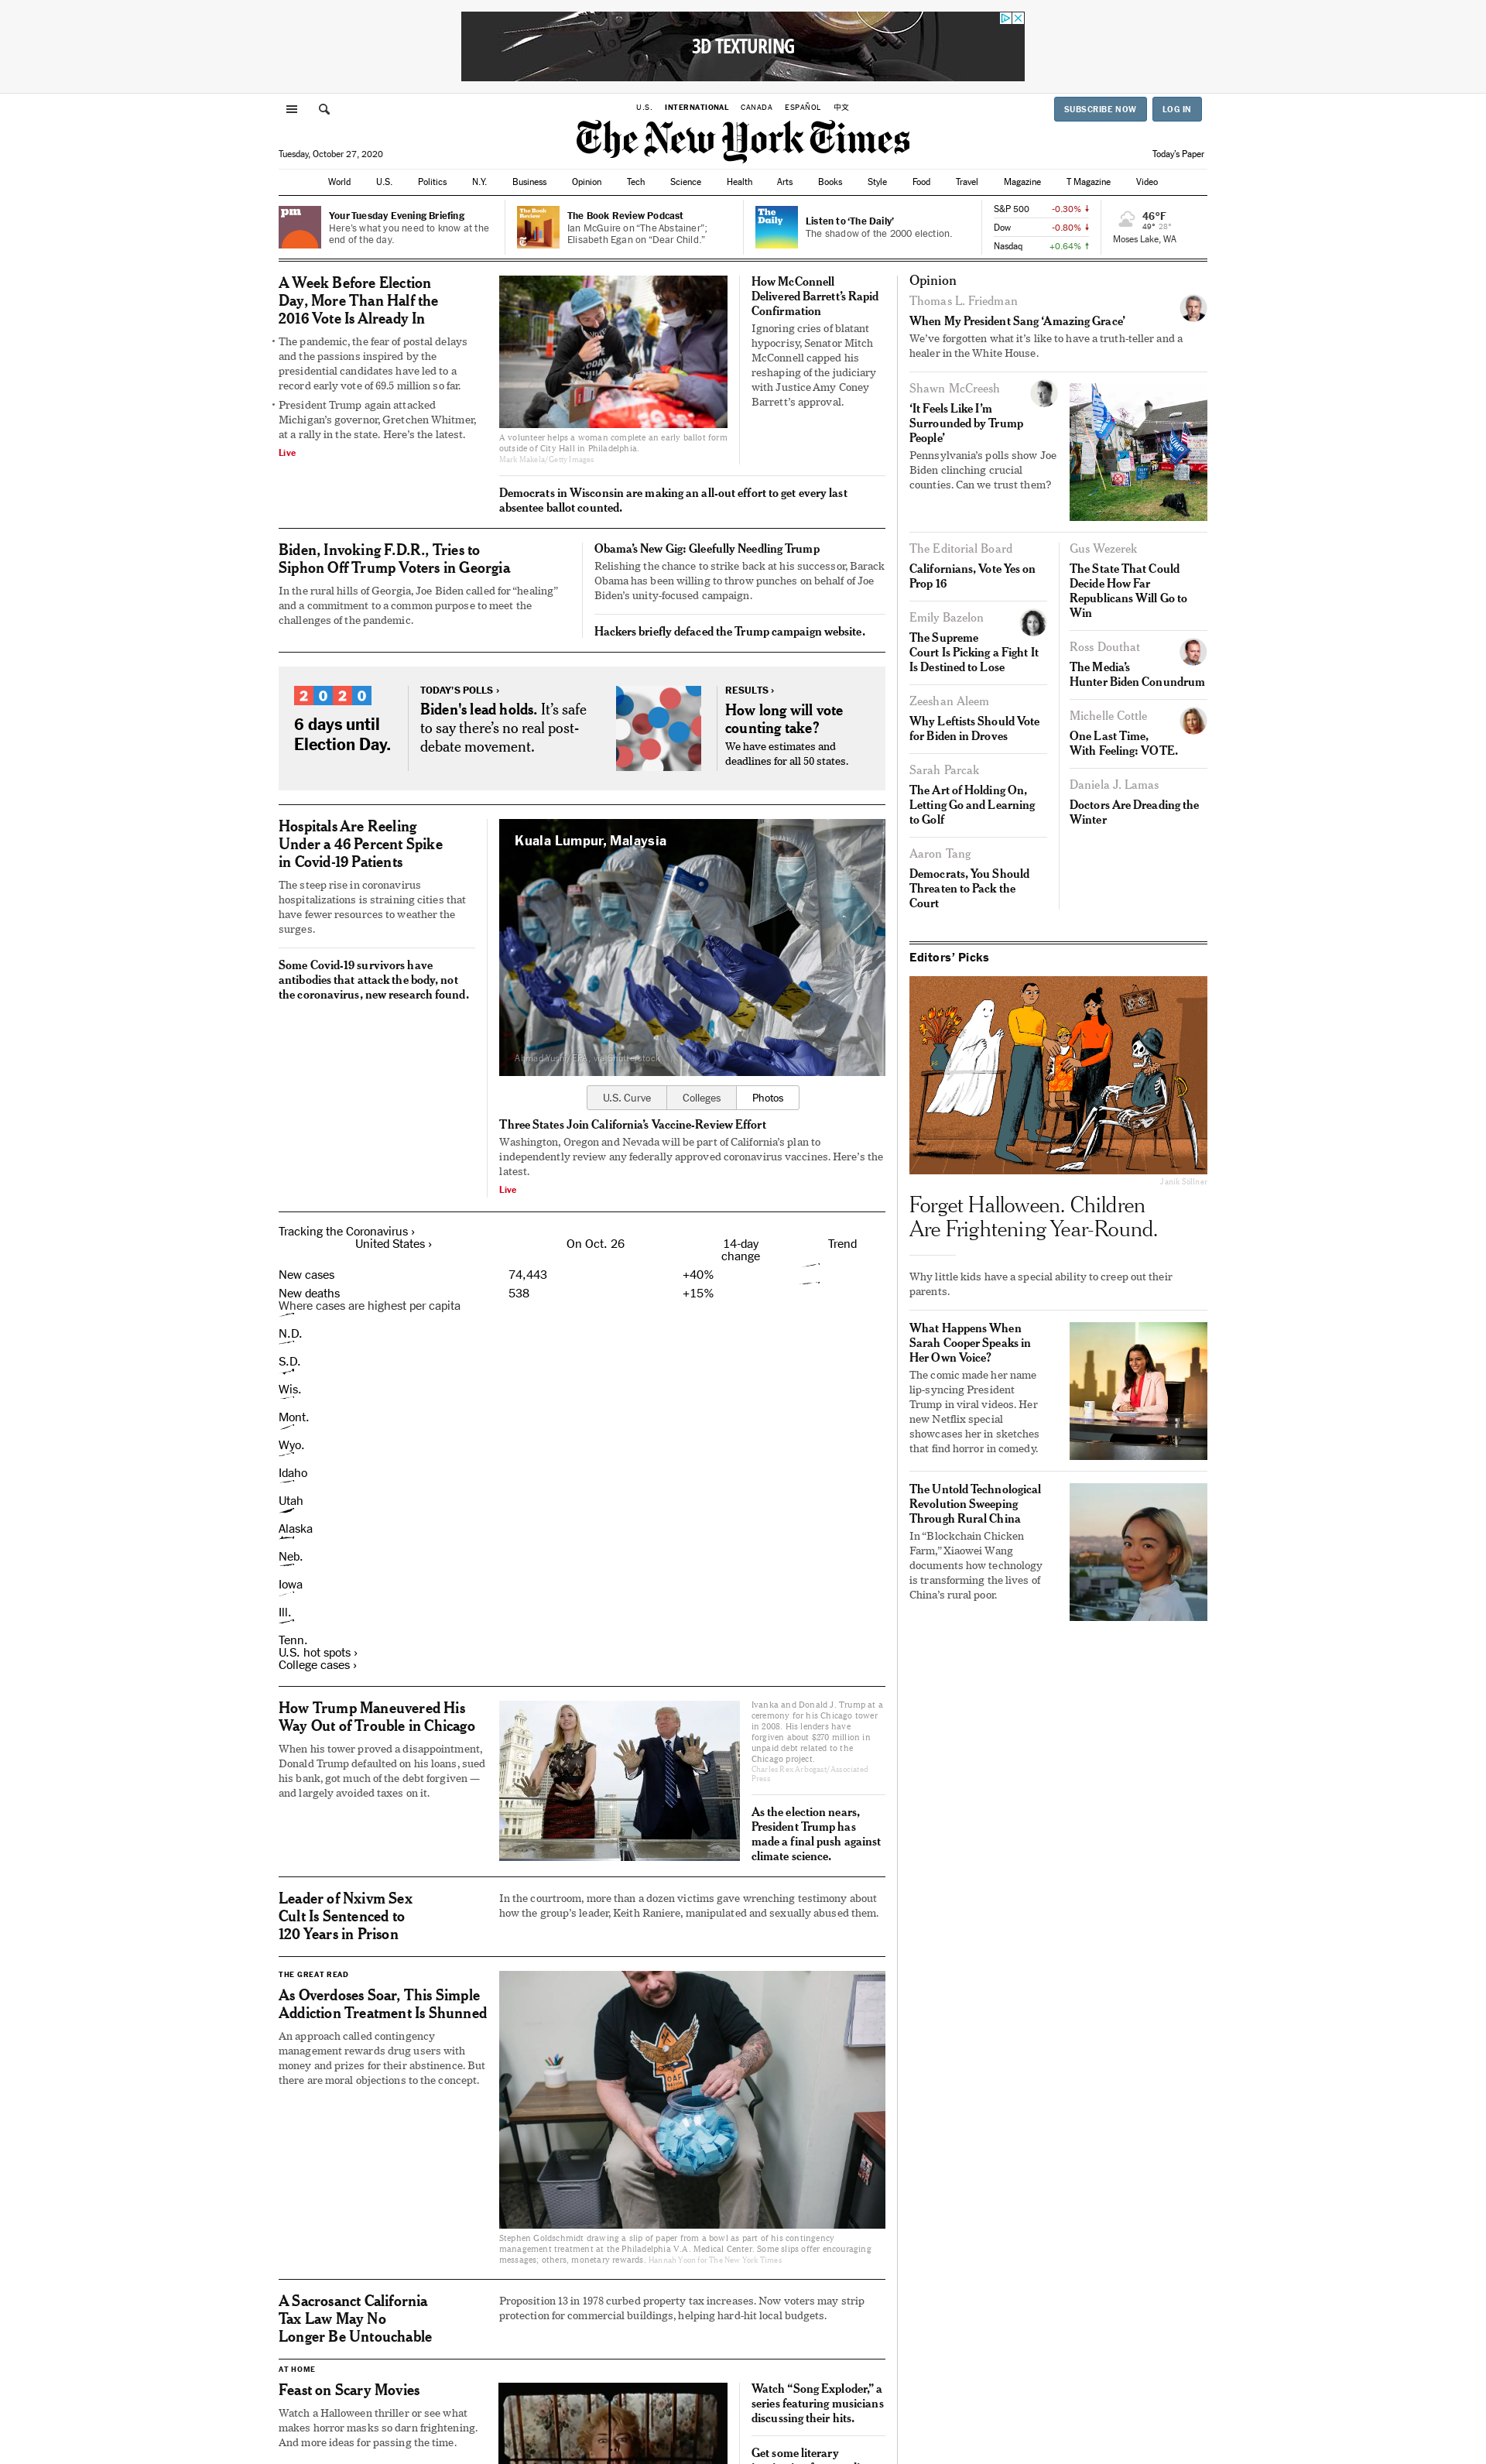 3D TEXTURING
U.S. INTERNATIONAL CANADA ESPAÑOL 中文
SUBSCRIBE NOW LOG IN
The New York Times
Tuesday, October 27, 2020
Today's Paper
World U.S. Politics N.Y. Business Opinion Tech Science Health Arts Books Style Food Travel Magazine T Magazine Video
pm
Your Tuesday Evening Briefing
Here's what you need to know at the
end of the day.
The Book
Review
The Book Review Podcast
Ian McGuire on "The Abstainer";
Elisabeth Egan on "Dear Child."
The
Daily
Listen to 'The Daily'
The shadow of the 2000 election.
S&P 500 -0.30%
Dow -0.80%
Nasdaq +0.64%
46°F
49° 28°
Moses Lake, WA
A Week Before Election
Day, More Than Half the
2016 Vote Is Already In
• The pandemic, the fear of postal delays
and the passions inspired by the
presidential candidates have led to a
record early vote of 69.5 million so far.
• President Trump again attacked
Michigan's governor, Gretchen Whitmer,
at a rally in the state. Here's the latest.
Live
A volunteer helps a woman complete an early ballot form
outside of City Hall in Philadelphia.
Mark Makela/Getty Images
How McConnell
Delivered Barrett's Rapid
Confirmation
Ignoring cries of blatant
hypocrisy, Senator Mitch
McConnell capped his
reshaping of the judiciary
with Justice Amy Coney
Barrett's approval.
Democrats in Wisconsin are making an all-out effort to get every last
absentee ballot counted.
Biden, Invoking F.D.R., Tries to
Siphon Off Trump Voters in Georgia
In the rural hills of Georgia, Joe Biden called for "healing"
and a commitment to a common purpose to meet the
challenges of the pandemic.
Obama's New Gig: Gleefully Needling Trump
Relishing the chance to strike back at his successor, Barack
Obama has been willing to throw punches on behalf of Joe
Biden's unity-focused campaign.
Hackers briefly defaced the Trump campaign website.
2020
6 days until
Election Day.
TODAY'S POLLS ›
Biden's lead holds. It's safe
to say there's no real post-
debate movement.
RESULTS ›
How long will vote
counting take?
We have estimates and
deadlines for all 50 states.
Hospitals Are Reeling
Under a 46 Percent Spike
in Covid-19 Patients
The steep rise in coronavirus
hospitalizations is straining cities that
have fewer resources to weather the
surges.
Some Covid-19 survivors have
antibodies that attack the body, not
the coronavirus, new research found.
Kuala Lumpur, Malaysia
Ahmad Yusni/EPA, via Shutterstock
U.S. Curve Colleges Photos
Three States Join California's Vaccine-Review Effort
Washington, Oregon and Nevada will be part of California's plan to
independently review any federally approved coronavirus vaccines. Here's the
latest.
Live
Tracking the Coronavirus ›
United States › On Oct. 26 14-day
change Trend
New cases 74,443 +40%
New deaths 538 +15%
Where cases are highest per capita
N.D.
S.D.
Wis.
Mont.
Wyo.
Idaho
Utah
Alaska
Neb.
Iowa
Ill.
Tenn.
U.S. hot spots ›
College cases ›
How Trump Maneuvered His
Way Out of Trouble in Chicago
When his tower proved a disappointment,
Donald Trump defaulted on his loans, sued
his bank, got much of the debt forgiven —
and largely avoided taxes on it.
Ivanka and Donald J. Trump at a
ceremony for his Chicago tower
in 2008. His lenders have
forgiven about $270 million in
unpaid debt related to the
Chicago project.
Charles Rex Arbogast/Associated
Press
As the election nears,
President Trump has
made a final push against
climate science.
Leader of Nxivm Sex
Cult Is Sentenced to
120 Years in Prison
In the courtroom, more than a dozen victims gave wrenching testimony about
how the group's leader, Keith Raniere, manipulated and sexually abused them.
THE GREAT READ
As Overdoses Soar, This Simple
Addiction Treatment Is Shunned
An approach called contingency
management rewards drug users with
money and prizes for their abstinence. But
there are moral objections to the concept.
Stephen Goldschmidt drawing a slip of paper from a bowl as part of his contingency
management treatment at the Philadelphia V.A. Medical Center. Some slips offer encouraging
messages; others, monetary rewards. Hannah Yoon for The New York Times
A Sacrosanct California
Tax Law May No
Longer Be Untouchable
Proposition 13 in 1978 curbed property tax increases. Now voters may strip
protection for commercial buildings, helping hard-hit local budgets.
AT HOME
Feast on Scary Movies
Watch a Halloween thriller or see what
makes horror masks so darn frightening.
And more ideas for passing the time.
Watch "Song Exploder," a
series featuring musicians
discussing their hits.
Get some literary
Opinion
Thomas L. Friedman
When My President Sang 'Amazing Grace'
We've forgotten what it's like to have a truth-teller and a
healer in the White House.
Shawn McCreesh
'It Feels Like I'm
Surrounded by Trump
People'
Pennsylvania's polls show Joe
Biden clinching crucial
counties. Can we trust them?
The Editorial Board
Californians, Vote Yes on
Prop 16
Emily Bazelon
The Supreme
Court Is Picking a Fight It
Is Destined to Lose
Zeeshan Aleem
Why Leftists Should Vote
for Biden in Droves
Sarah Parcak
The Art of Holding On,
Letting Go and Learning
to Golf
Aaron Tang
Democrats, You Should
Threaten to Pack the
Court
Gus Wezerek
The State That Could
Decide How Far
Republicans Will Go to
Win
Ross Douthat
The Media's
Hunter Biden Conundrum
Michelle Cottle
One Last Time,
With Feeling: VOTE.
Daniela J. Lamas
Doctors Are Dreading the
Winter
Editors' Picks
Janik Söllner
Forget Halloween. Children
Are Frightening Year-Round.
Why little kids have a special ability to creep out their
parents.
What Happens When
Sarah Cooper Speaks in
Her Own Voice?
The comic made her name
lip-syncing President
Trump in viral videos. Her
new Netflix special
showcases her in sketches
that find horror in comedy.
The Untold Technological
Revolution Sweeping
Through Rural China
In "Blockchain Chicken
Farm," Xiaowei Wang
documents how technology
is transforming the lives of
China's rural poor.